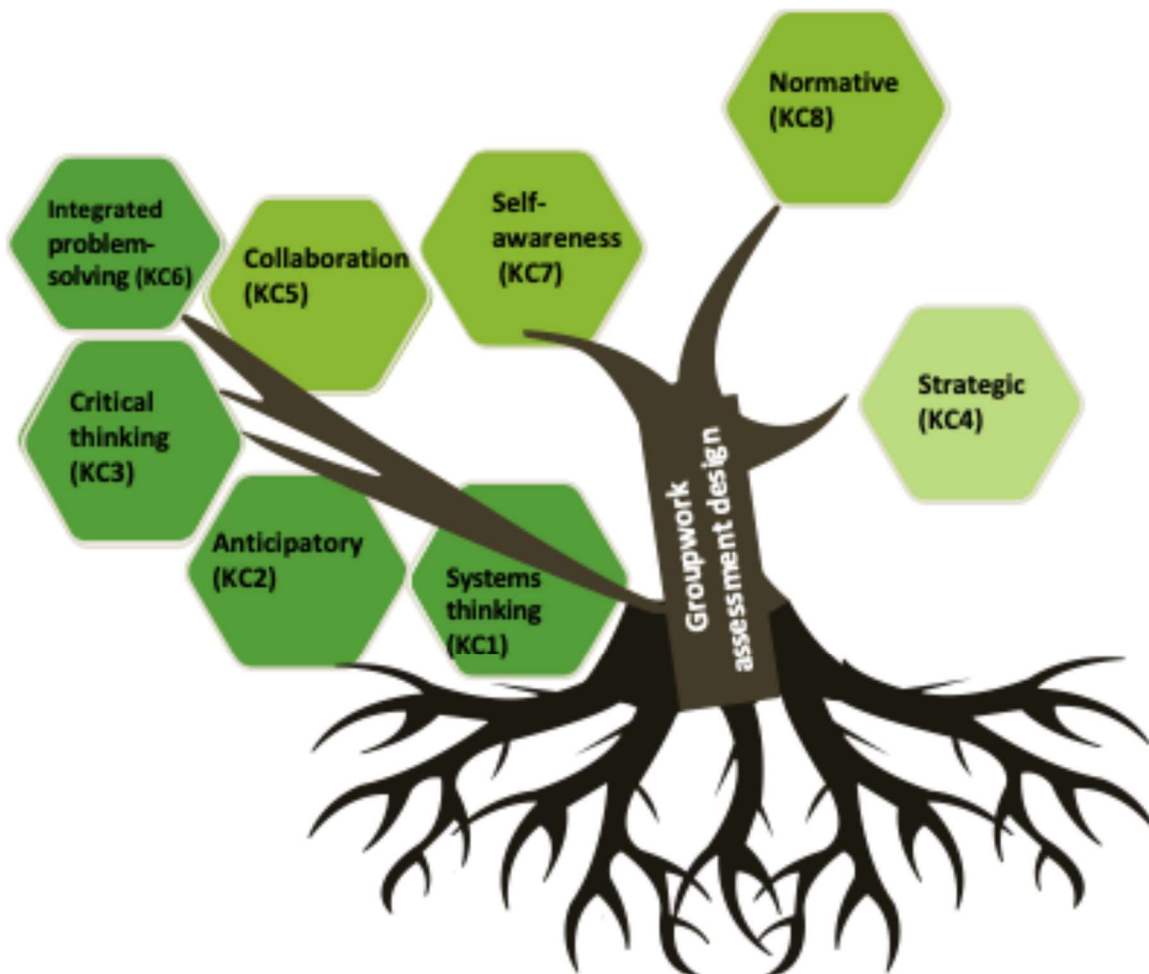 Normative
(KC8)
Integrated
problem-
solving (KC6)
Collaboration
(KC5)
Self-
awareness
(KC7)
Strategic
(KC4)
Critical
thinking
(KC3)
Anticipatory
(KC2)
Systems
thinking
(KC1)
Groupwork
assessment design